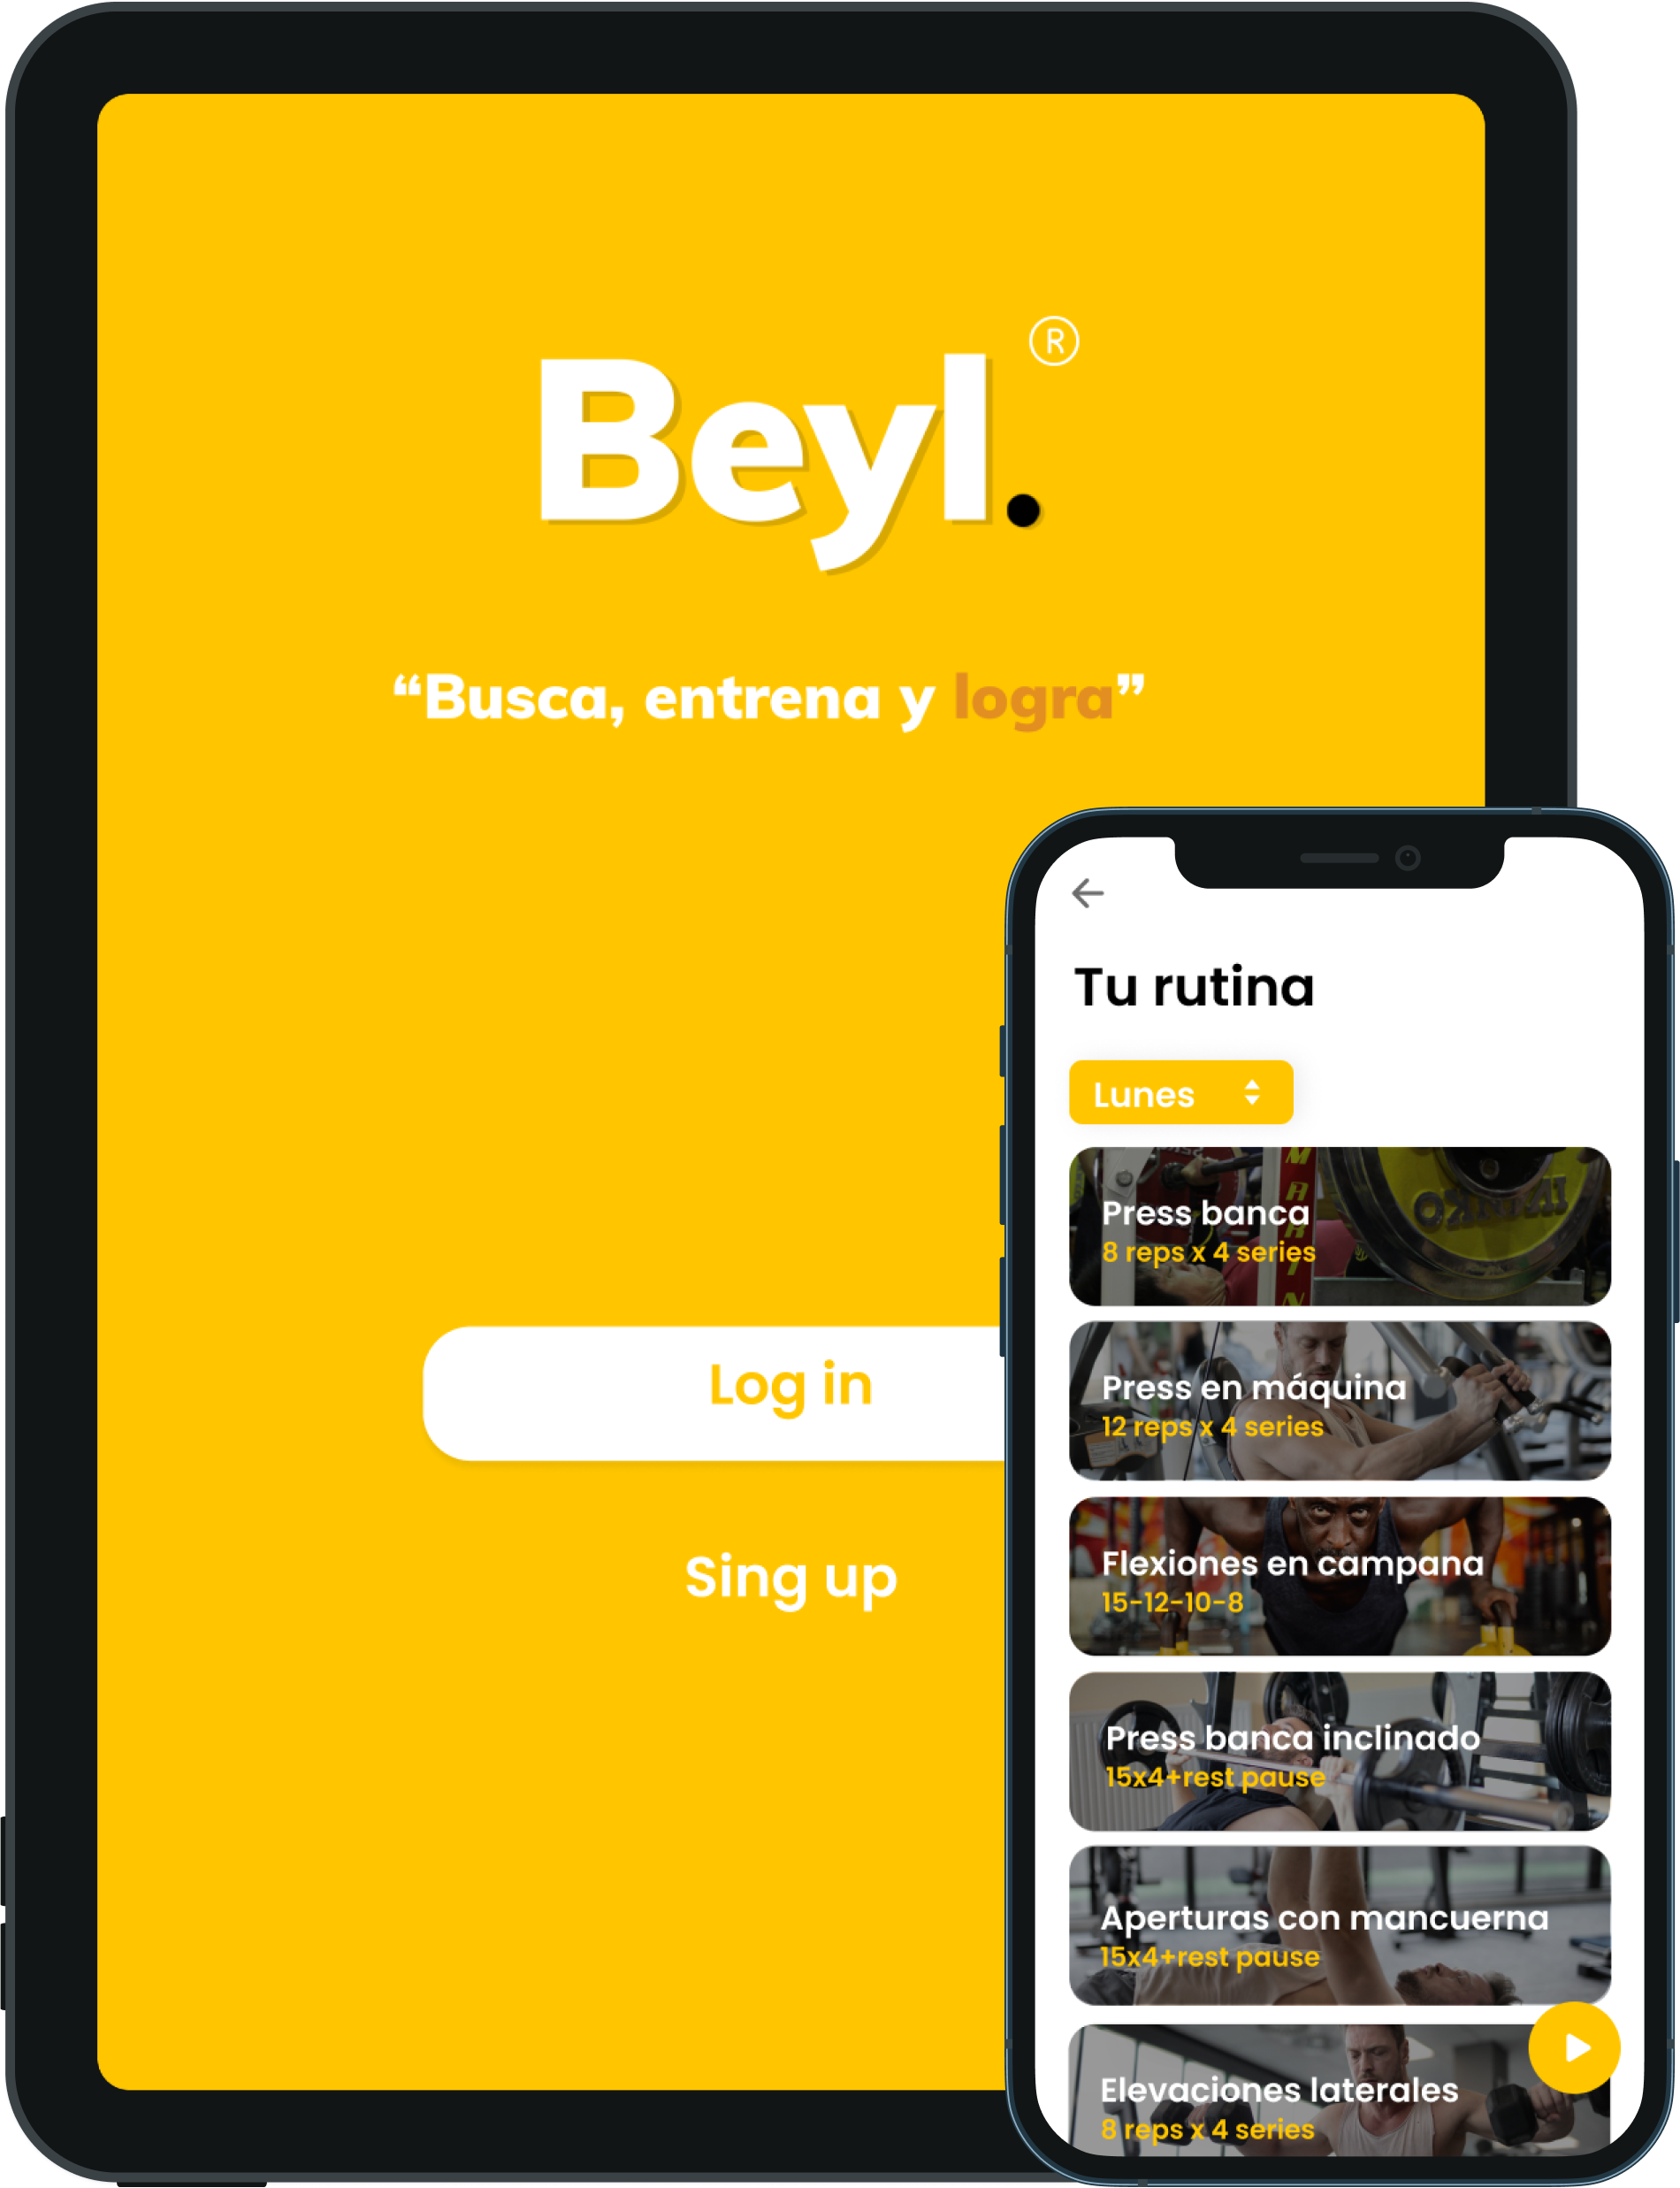 Beyl.
®
“Busca, entrena y logra”
Log in
Sing up
Tu rutina
Lunes
MARTIN
IVANKO
Press banca
8 reps x 4 series
Press en máquina
12 reps x 4 series
Flexiones en campana
15-12-10-8
Press banca inclinado
15x4+rest pause
Aperturas con mancuerna
15x4+rest pause
Elevaciones laterales
8 reps x 4 series